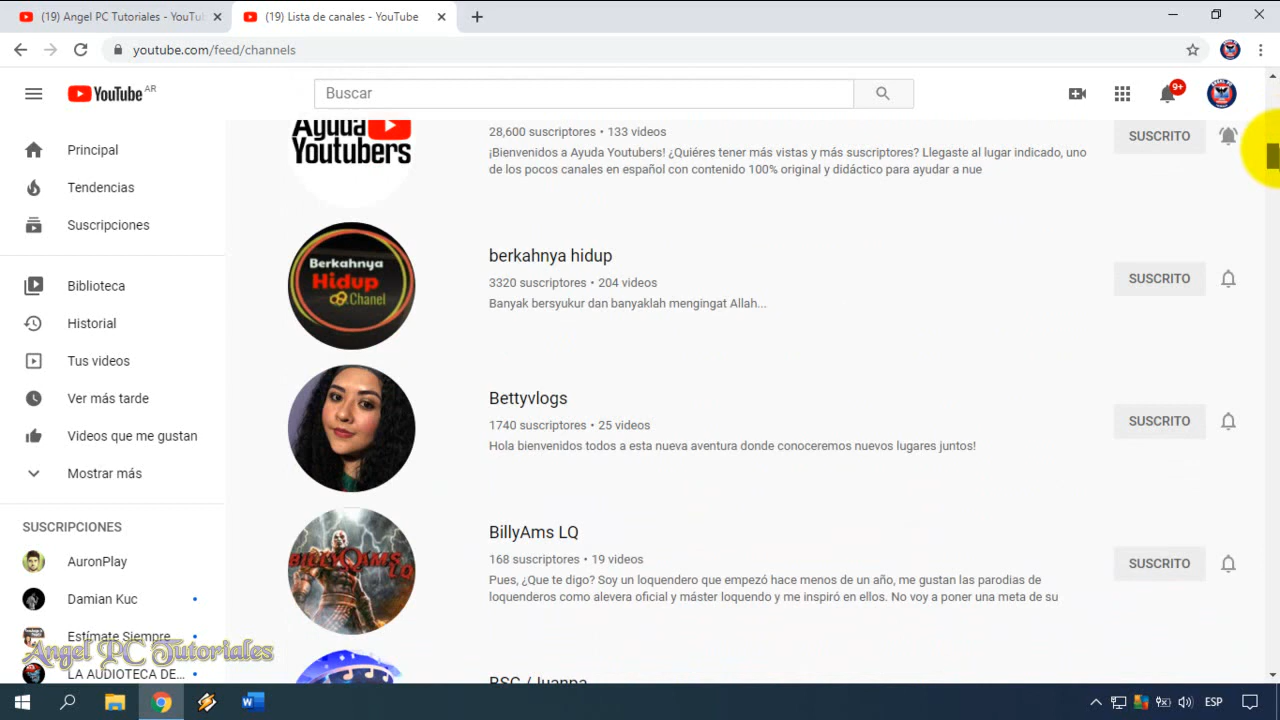 (19) Angel PC Tutoriales - YouTu
(19) Lista de canales - YouTube
youtube.com/feed/channels
YouTube AR
Buscar
9+
Principal
Tendencias
Suscripciones
Biblioteca
Historial
Tus videos
Ver más tarde
Videos que me gustan
Mostrar más
SUSCRIPCIONES
AuronPlay
Damian Kuc
Estímate Siempre
LA AUDIOTECA DE...
Angel PC Tutoriales
Ayuda
Youtubers
28,600 suscriptores • 133 videos
¡Bienvenidos a Ayuda Youtubers! ¿Quiéres tener más vistas y más suscriptores? Llegaste al lugar indicado, uno
de los pocos canales en español con contenido 100% original y didáctico para ayudar a nue
SUSCRITO
Berkahnya
Hidup
Chanel
berkahnya hidup
3320 suscriptores • 204 videos
Banyak bersyukur dan banyaklah mengingat Allah...
SUSCRITO
Bettyvlogs
1740 suscriptores • 25 videos
Hola bienvenidos todos a esta nueva aventura donde conoceremos nuevos lugares juntos!
SUSCRITO
BILLYAMS LQ
BillyAms LQ
168 suscriptores • 19 videos
Pues, ¿Que te digo? Soy un loquendero que empezó hace menos de un año, me gustan las parodias de
loquenderos como alevera oficial y máster loquendo y me inspiró en ellos. No voy a poner una meta de su
SUSCRITO
BSC / Juanpa
ESP